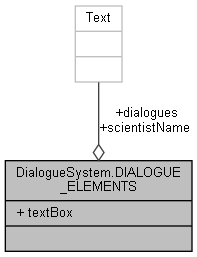 Text
+dialogues
+scientistName
DialogueSystem.DIALOGUE
_ELEMENTS
+ textBox